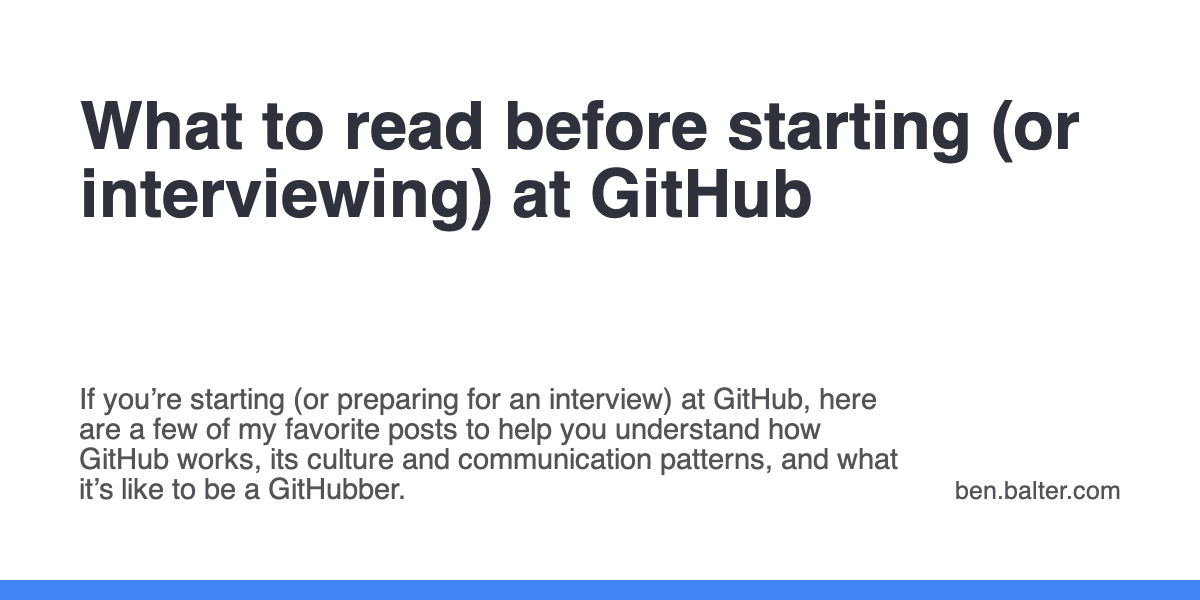 What to read before starting (or
interviewing) at GitHub
If you’re starting (or preparing for an interview) at GitHub, here
are a few of my favorite posts to help you understand how
GitHub works, its culture and communication patterns, and what
it’s like to be a GitHubber.
ben.balter.com